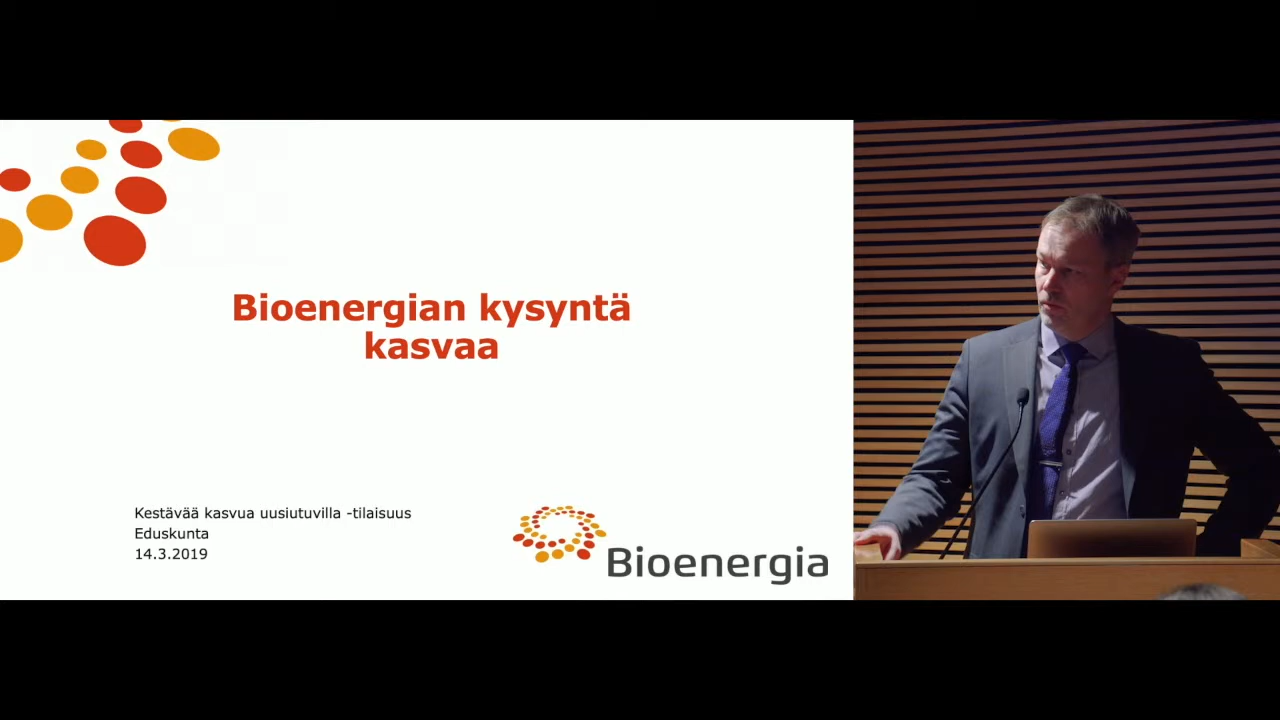 Bioenergian kysyntä
kasvaa
Kestävää kasvua uusiutuvilla -tilaisuus
Eduskunta
14.3.2019
Bioenergia